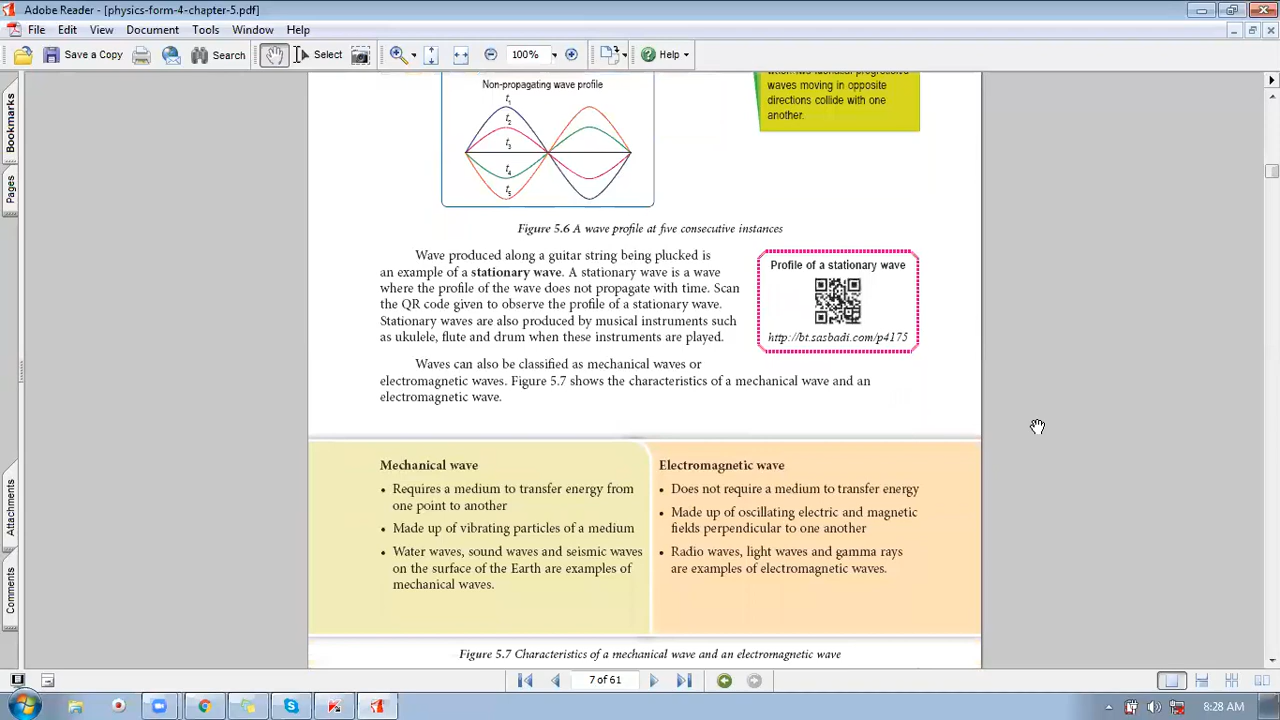 Adobe Reader - [physics-form-4-chapter-5.pdf]
File Edit View Document Tools Window Help
Save a Copy Search Select 100% Help
Bookmarks
Pages
Attachments
Comments
Non-propagating wave profile
t1
t2
t3
t4
t5
waves moving in opposite
directions collide with one
another.
Figure 5.6 A wave profile at five consecutive instances
Wave produced along a guitar string being plucked is
an example of a stationary wave. A stationary wave is a wave
where the profile of the wave does not propagate with time. Scan
the QR code given to observe the profile of a stationary wave.
Stationary waves are also produced by musical instruments such
as ukulele, flute and drum when these instruments are played.
Profile of a stationary wave
http://bt.sasbadi.com/p4175
Waves can also be classified as mechanical waves or
electromagnetic waves. Figure 5.7 shows the characteristics of a mechanical wave and an
electromagnetic wave.
Mechanical wave
• Requires a medium to transfer energy from
one point to another
• Made up of vibrating particles of a medium
• Water waves, sound waves and seismic waves
on the surface of the Earth are examples of
mechanical waves.
Electromagnetic wave
• Does not require a medium to transfer energy
• Made up of oscillating electric and magnetic
fields perpendicular to one another
• Radio waves, light waves and gamma rays
are examples of electromagnetic waves.
Figure 5.7 Characteristics of a mechanical wave and an electromagnetic wave
7 of 61
8:28 AM